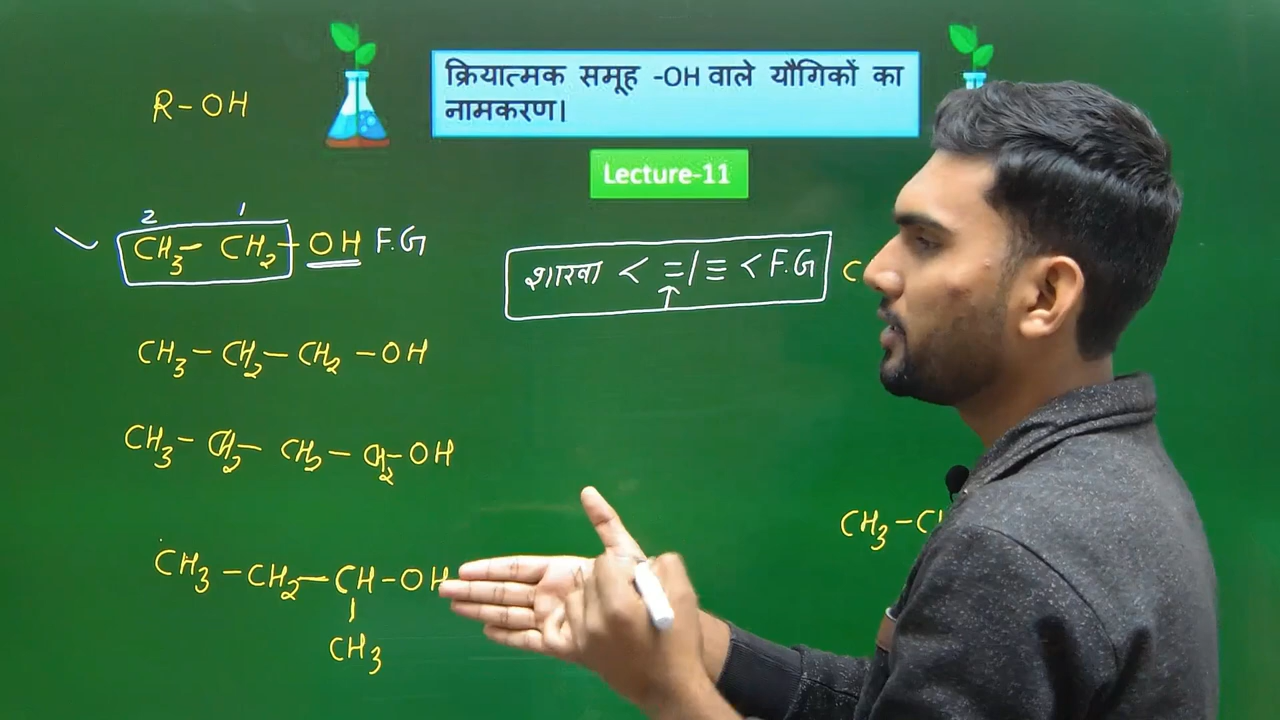 R-OH
क्रियात्मक समूह -OH वाले यौगिकों का
नामकरण।
Lecture-11
2 1
CH3-CH2-OH F.G
शाखा < =/≡ < F.G
CH3-CH2-CH2-OH
CH3-CH2-CH2-CH2-OH
CH3-CH2-CH-OH
CH3
CH3-